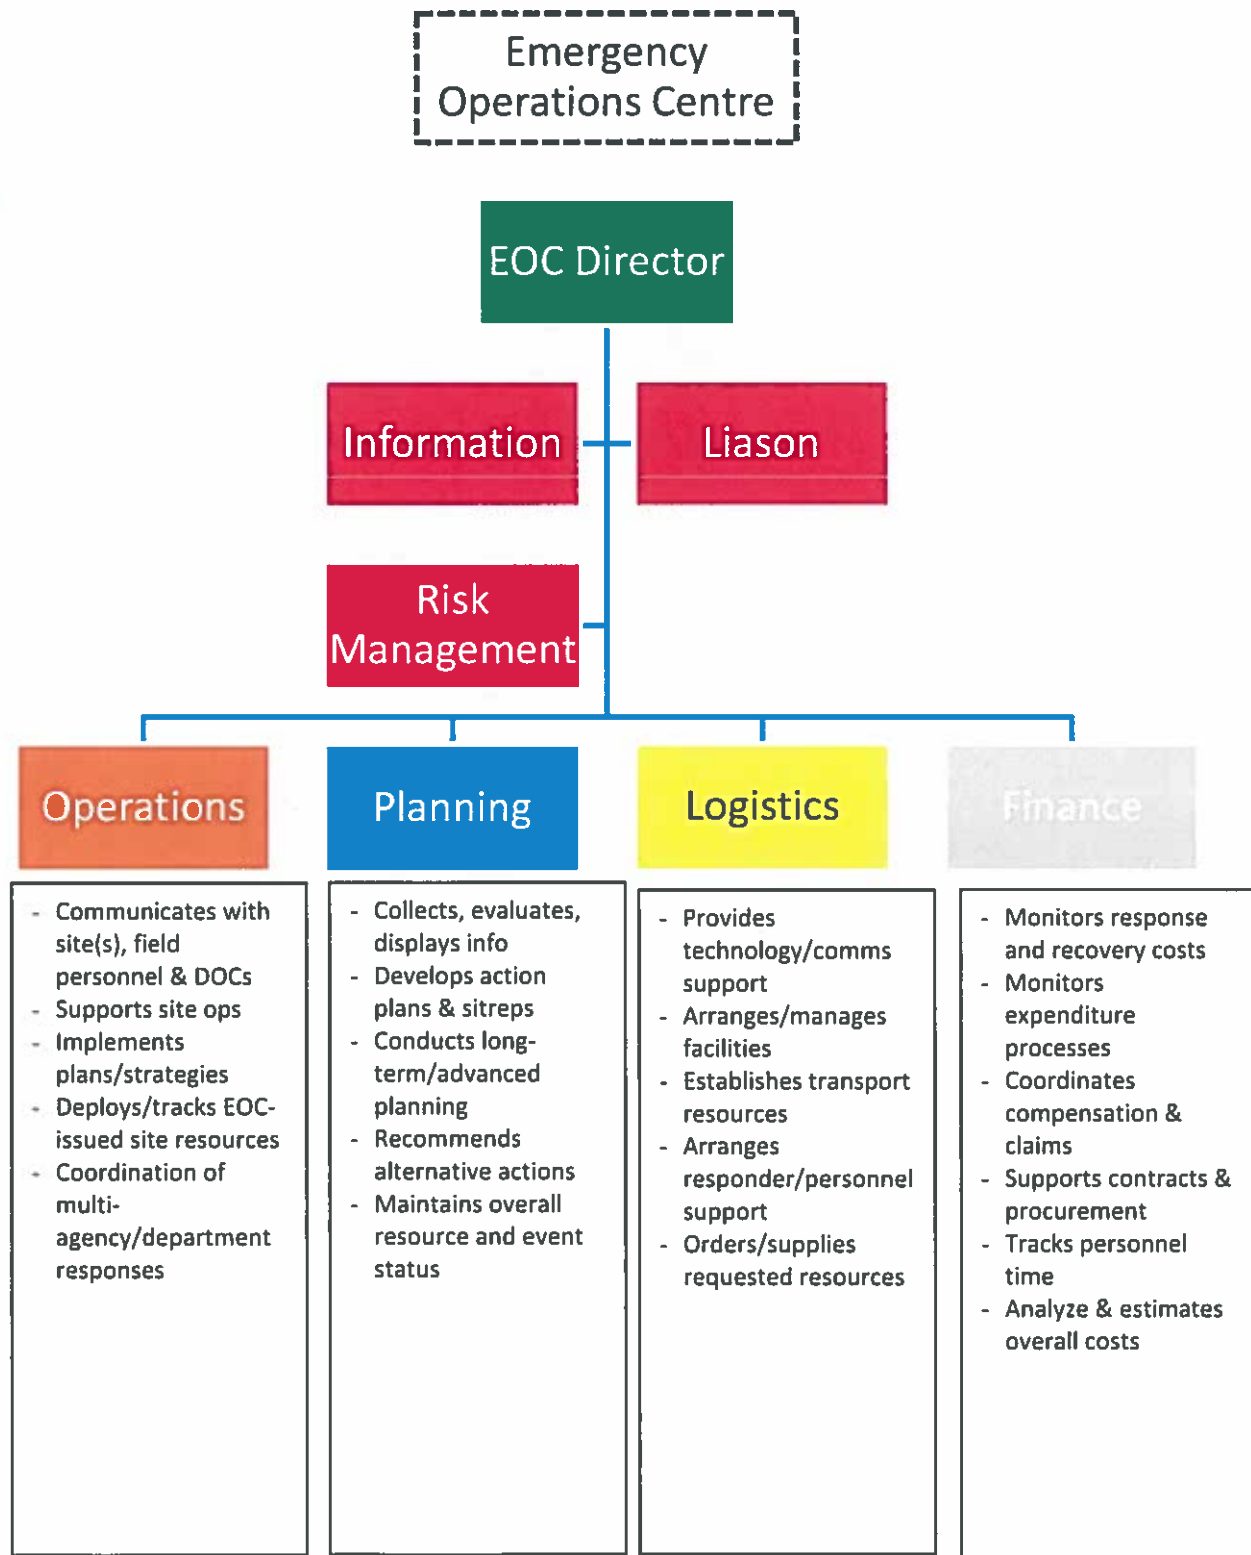 Emergency
Operations Centre
EOC Director
Information
Liason
Risk
Management
Operations
Planning
Logistics
Finance
- Communicates with
site(s), field
personnel & DOCs
- Supports site ops
- Implements
plans/strategies
- Deploys/tracks EOC-
issued site resources
- Coordination of
multi-
agency/department
responses
- Collects, evaluates,
displays info
- Develops action
plans & sitreps
- Conducts long-
term/advanced
planning
- Recommends
alternative actions
- Maintains overall
resource and event
status
- Provides
technology/comms
support
- Arranges/manages
facilities
- Establishes transport
resources
- Arranges
responder/personnel
support
- Orders/supplies
requested resources
- Monitors response
and recovery costs
- Monitors
expenditure
processes
- Coordinates
compensation &
claims
- Supports contracts &
procurement
- Tracks personnel
time
- Analyze & estimates
overall costs